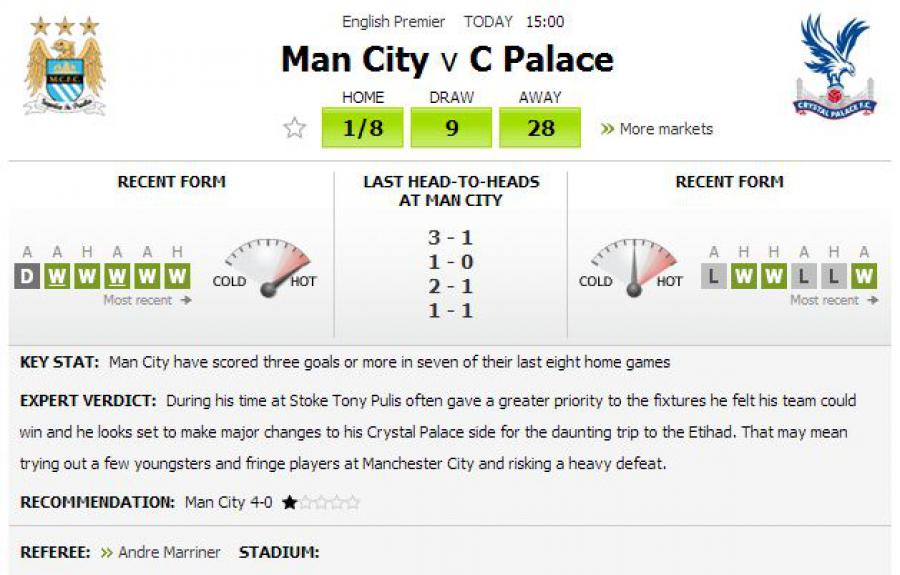 English Premier TODAY 15:00
Man City v C Palace
HOME DRAW AWAY
1/8 9 28 » More markets
M.C.F.C.
CRYSTAL PALACE F.C.
RECENT FORM
A A H A A H
D W W W W W
Most recent →
COLD HOT
LAST HEAD-TO-HEADS
AT MAN CITY
3 - 1
1 - 0
2 - 1
1 - 1
RECENT FORM
COLD HOT
A H H A H A
L W W L L W
Most recent →
KEY STAT: Man City have scored three goals or more in seven of their last eight home games
EXPERT VERDICT: During his time at Stoke Tony Pulis often gave a greater priority to the fixtures he felt his team could
win and he looks set to make major changes to his Crystal Palace side for the daunting trip to the Etihad. That may mean
trying out a few youngsters and fringe players at Manchester City and risking a heavy defeat.
RECOMMENDATION: Man City 4-0 ★☆☆☆☆
REFEREE: » Andre Marriner STADIUM: